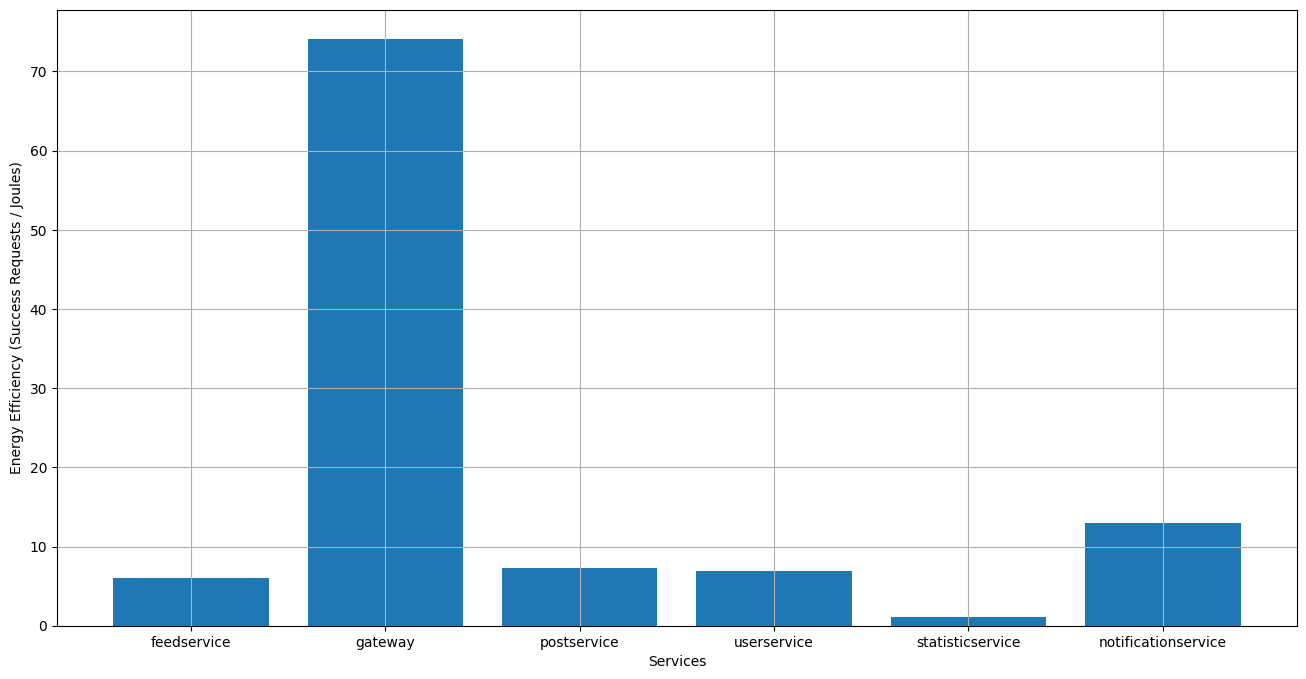 Energy Efficiency (Success Requests / Joules)
70
60
50
40
30
20
10
0
feedservice gateway postservice userservice statisticservice notificationservice
Services